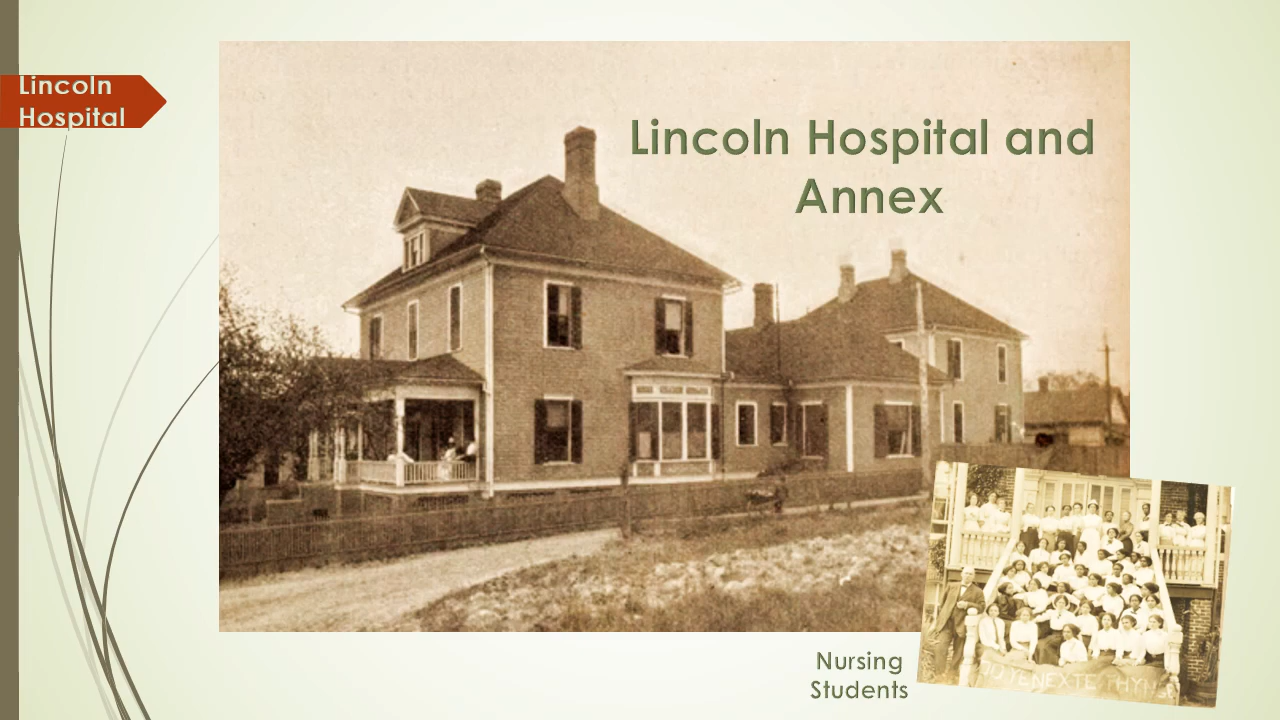 Lincoln
Hospital
Lincoln Hospital and
Annex
Nursing
Students